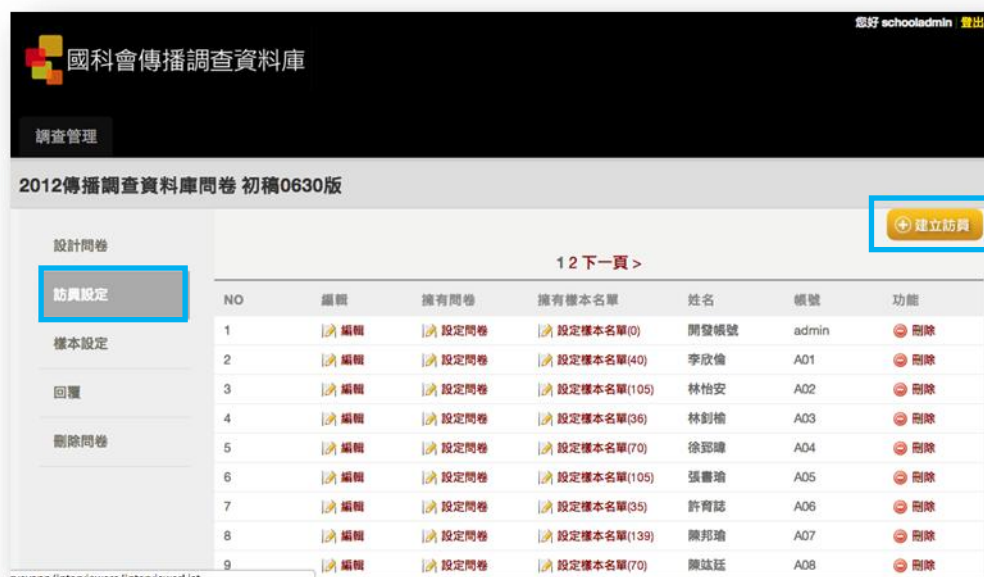 您好 schooladmin 登出
國科會傳播調查資料庫
調查管理
2012傳播調查資料庫問卷 初稿0630版
建立訪員
設計問卷
訪員設定
樣本設定
回覆
刪除問卷
1 2 下一頁 >
NO 編輯 擁有問卷 擁有樣本名單 姓名 帳號 功能
1 編輯 設定問卷 設定樣本名單(0) 開發帳號 admin 刪除
2 編輯 設定問卷 設定樣本名單(40) 李欣倫 A01 刪除
3 編輯 設定問卷 設定樣本名單(105) 林怡安 A02 刪除
4 編輯 設定問卷 設定樣本名單(36) 林釗榆 A03 刪除
5 編輯 設定問卷 設定樣本名單(70) A04 刪除
6 編輯 設定問卷 設定樣本名單(105) 張書瑜 A05 刪除
7 編輯 設定問卷 設定樣本名單(35) 許育誌 A06 刪除
8 編輯 設定問卷 設定樣本名單(139) 陳邦瑜 A07 刪除
9 編輯 設定問卷 設定樣本名單(70) 陳竑廷 A08 刪除